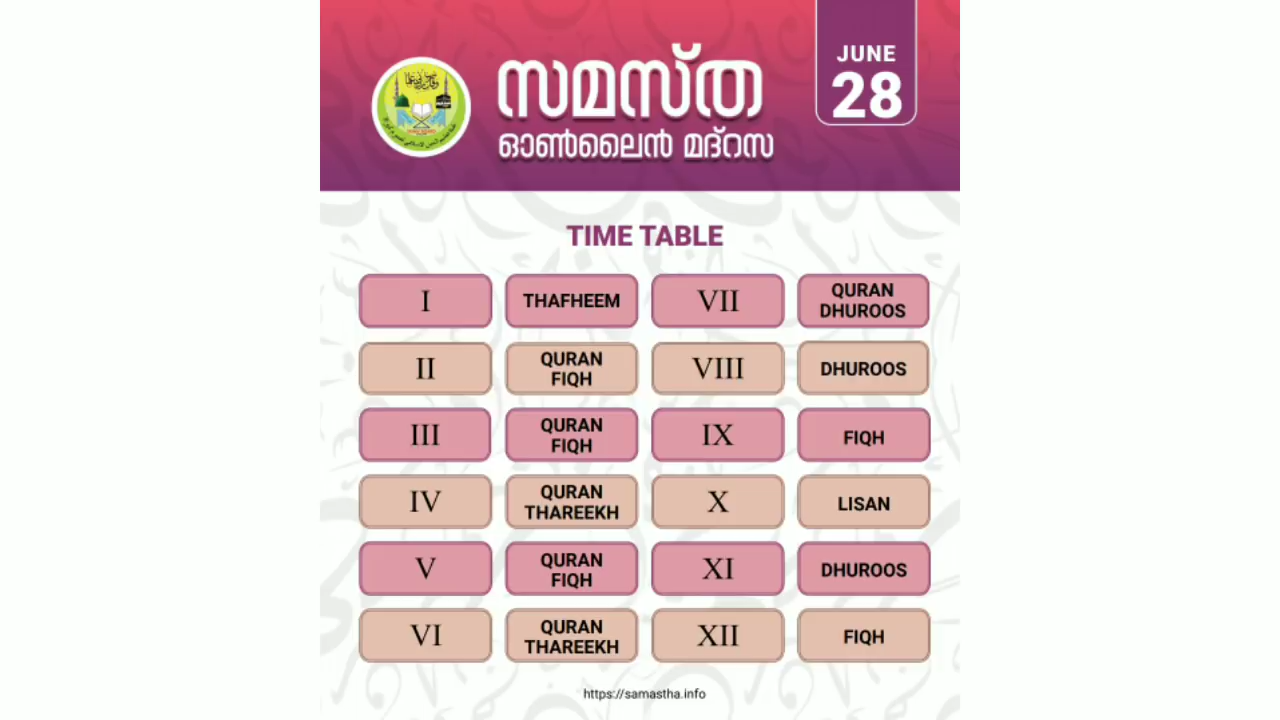 സമസ്ത
ഓൺലൈൻ മദ്റസ
JUNE
28
TIME TABLE
I
THAFHEEM
VII
QURAN
DHUROOS
II
QURAN
FIQH
VIII
DHUROOS
III
QURAN
FIQH
IX
FIQH
IV
QURAN
THAREEKH
X
LISAN
V
QURAN
FIQH
XI
DHUROOS
VI
QURAN
THAREEKH
XII
FIQH
https://samastha.info